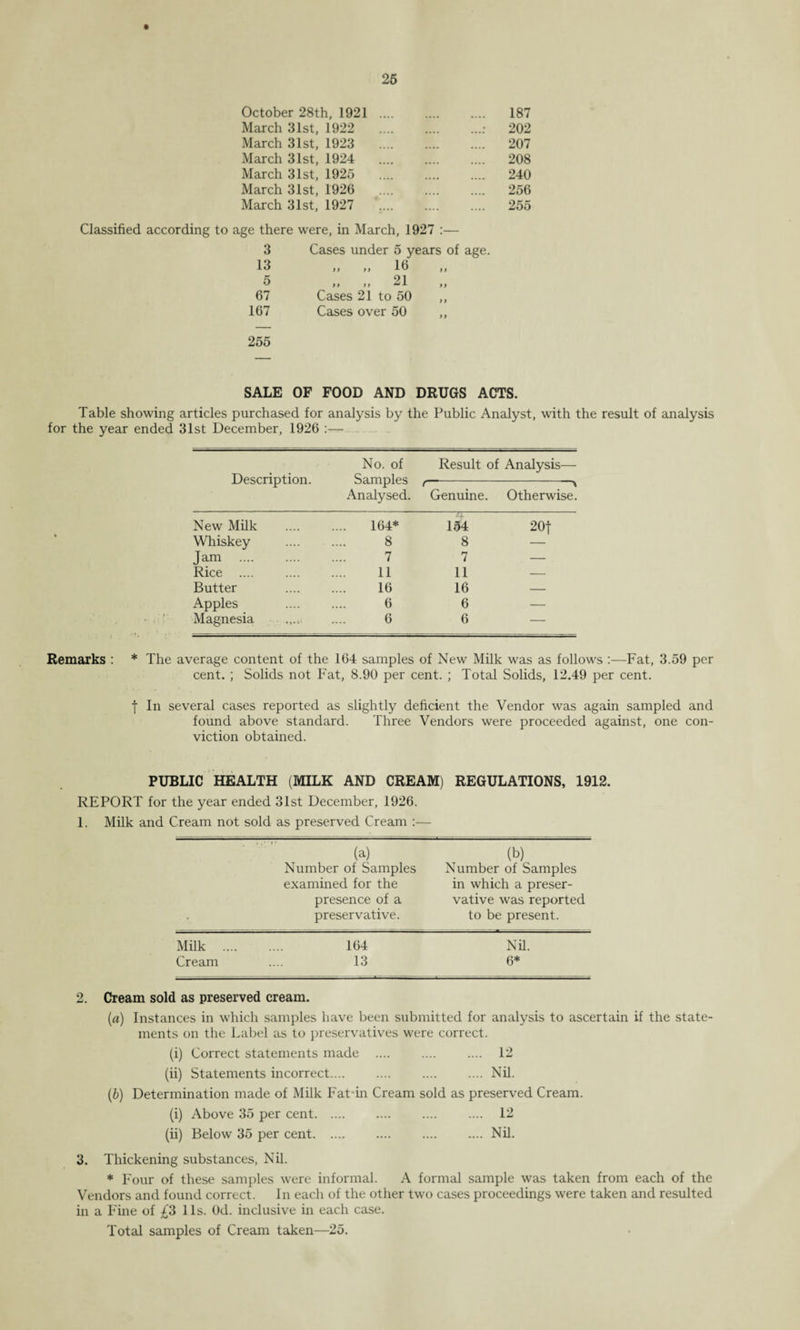 25
October 28th, 1921 .... .... .... 187
March 31st, 1922 .... .... ....: 202
March 31st, 1923 .... .... .... 207
March 31st, 1924 .... .... .... 208
March 31st, 1925 .... .... .... 240
March 31st, 1926 .... .... .... 256
March 31st, 1927 .... .... .... 255
Classified according to age there were, in March, 1927 :—
3 Cases under 5 years of age.
13 ,, ,, 16 ,,
5 ,, ,, 21 ,,
67 Cases 21 to 50 ,,
167 Cases over 50 ,,
255
SALE OF FOOD AND DRUGS ACTS.
Table showing articles purchased for analysis by the Public Analyst, with the result of analysis
for the year ended 31st December, 1926 :—
No. of Result of Analysis—
Description. Samples
Analysed. Genuine. Otherwise.
New Milk .... .... 164* 154 20†
Whiskey .... .... 8 8 —
Jam .... .... .... 7 7 —
Rice .... .... .... 11 11 —
Butter .... .... 16 16 —
Apples .... .... 6 6 —
Magnesia .... .... 6 6 —
Remarks : * The average content of the 164 samples of New Milk was as follows :—Fat, 3.59 per
cent. ; Solids not Fat, 8.90 per cent. ; Total Solids, 12.49 per cent.
† In several cases reported as slightly deficient the Vendor was again sampled and
found above standard. Three Vendors were proceeded against, one con-
viction obtained.
PUBLIC HEALTH (MILK AND CREAM) REGULATIONS, 1912.
REPORT for the year ended 31st December, 1926.
1. Milk and Cream not sold as preserved Cream :—
(a) (b)
Number of Samples Number of Samples
examined for the in which a preser-
presence of a vative was reported
preservative. to be present.
Milk .... .... 164 Nil.
Cream .... 13 6*
2. Cream sold as preserved cream.
(a) Instances in which samples have been submitted for analysis to ascertain if the state-
ments on the Label as to preservatives were correct.
(i) Correct statements made .... .... .... 12
(ii) Statements incorrect.... .... .... .... Nil.
(b) Determination made of Milk Fat-in Cream sold as preserved Cream.
(i) Above 35 per cent. .... .... .... .... 12
(ii) Below 35 per cent. .... .... .... .... Nil.
3. Thickening substances, Nil.
* Four of these samples were informal. A formal sample was taken from each of the
Vendors and found correct. In each of the other two cases proceedings were taken and resulted
in a Fine of £3 11s. 0d. inclusive in each case.
Total samples of Cream taken—25.